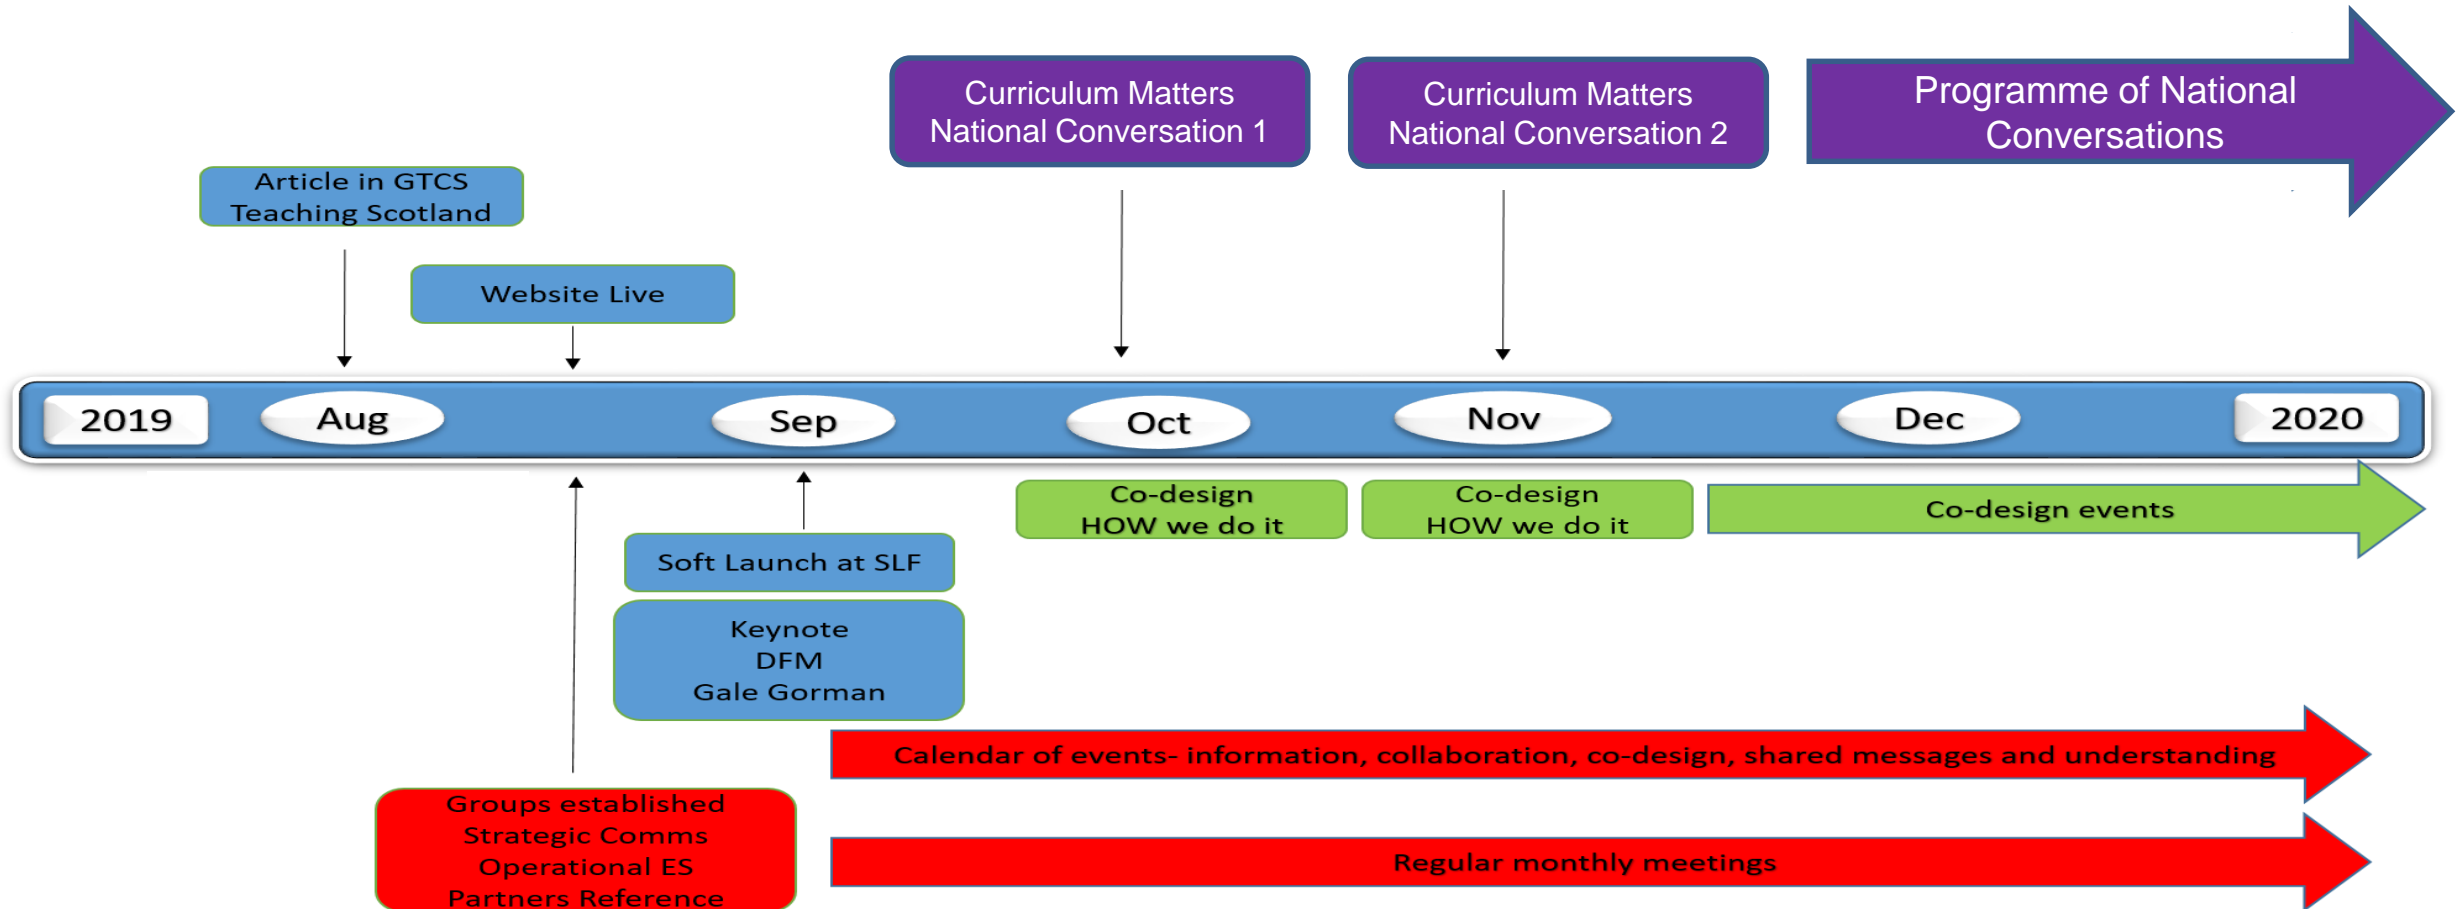 Curriculum Matters
National Conversation 1
Curriculum Matters
National Conversation 2
Programme of National
Conversations
Article in GTCS
Teaching Scotland
Website Live
2019
Aug
Sep
Oct
Nov
Dec
2020
Co-design
HOW we do it
Co-design
HOW we do it
Co-design events
Soft Launch at SLF
Keynote
DFM
Gale Gorman
Calendar of events- information, collaboration, co-design, shared messages and understanding
Groups established
Strategic Comms
Operational ES
Partners Reference
Regular monthly meetings